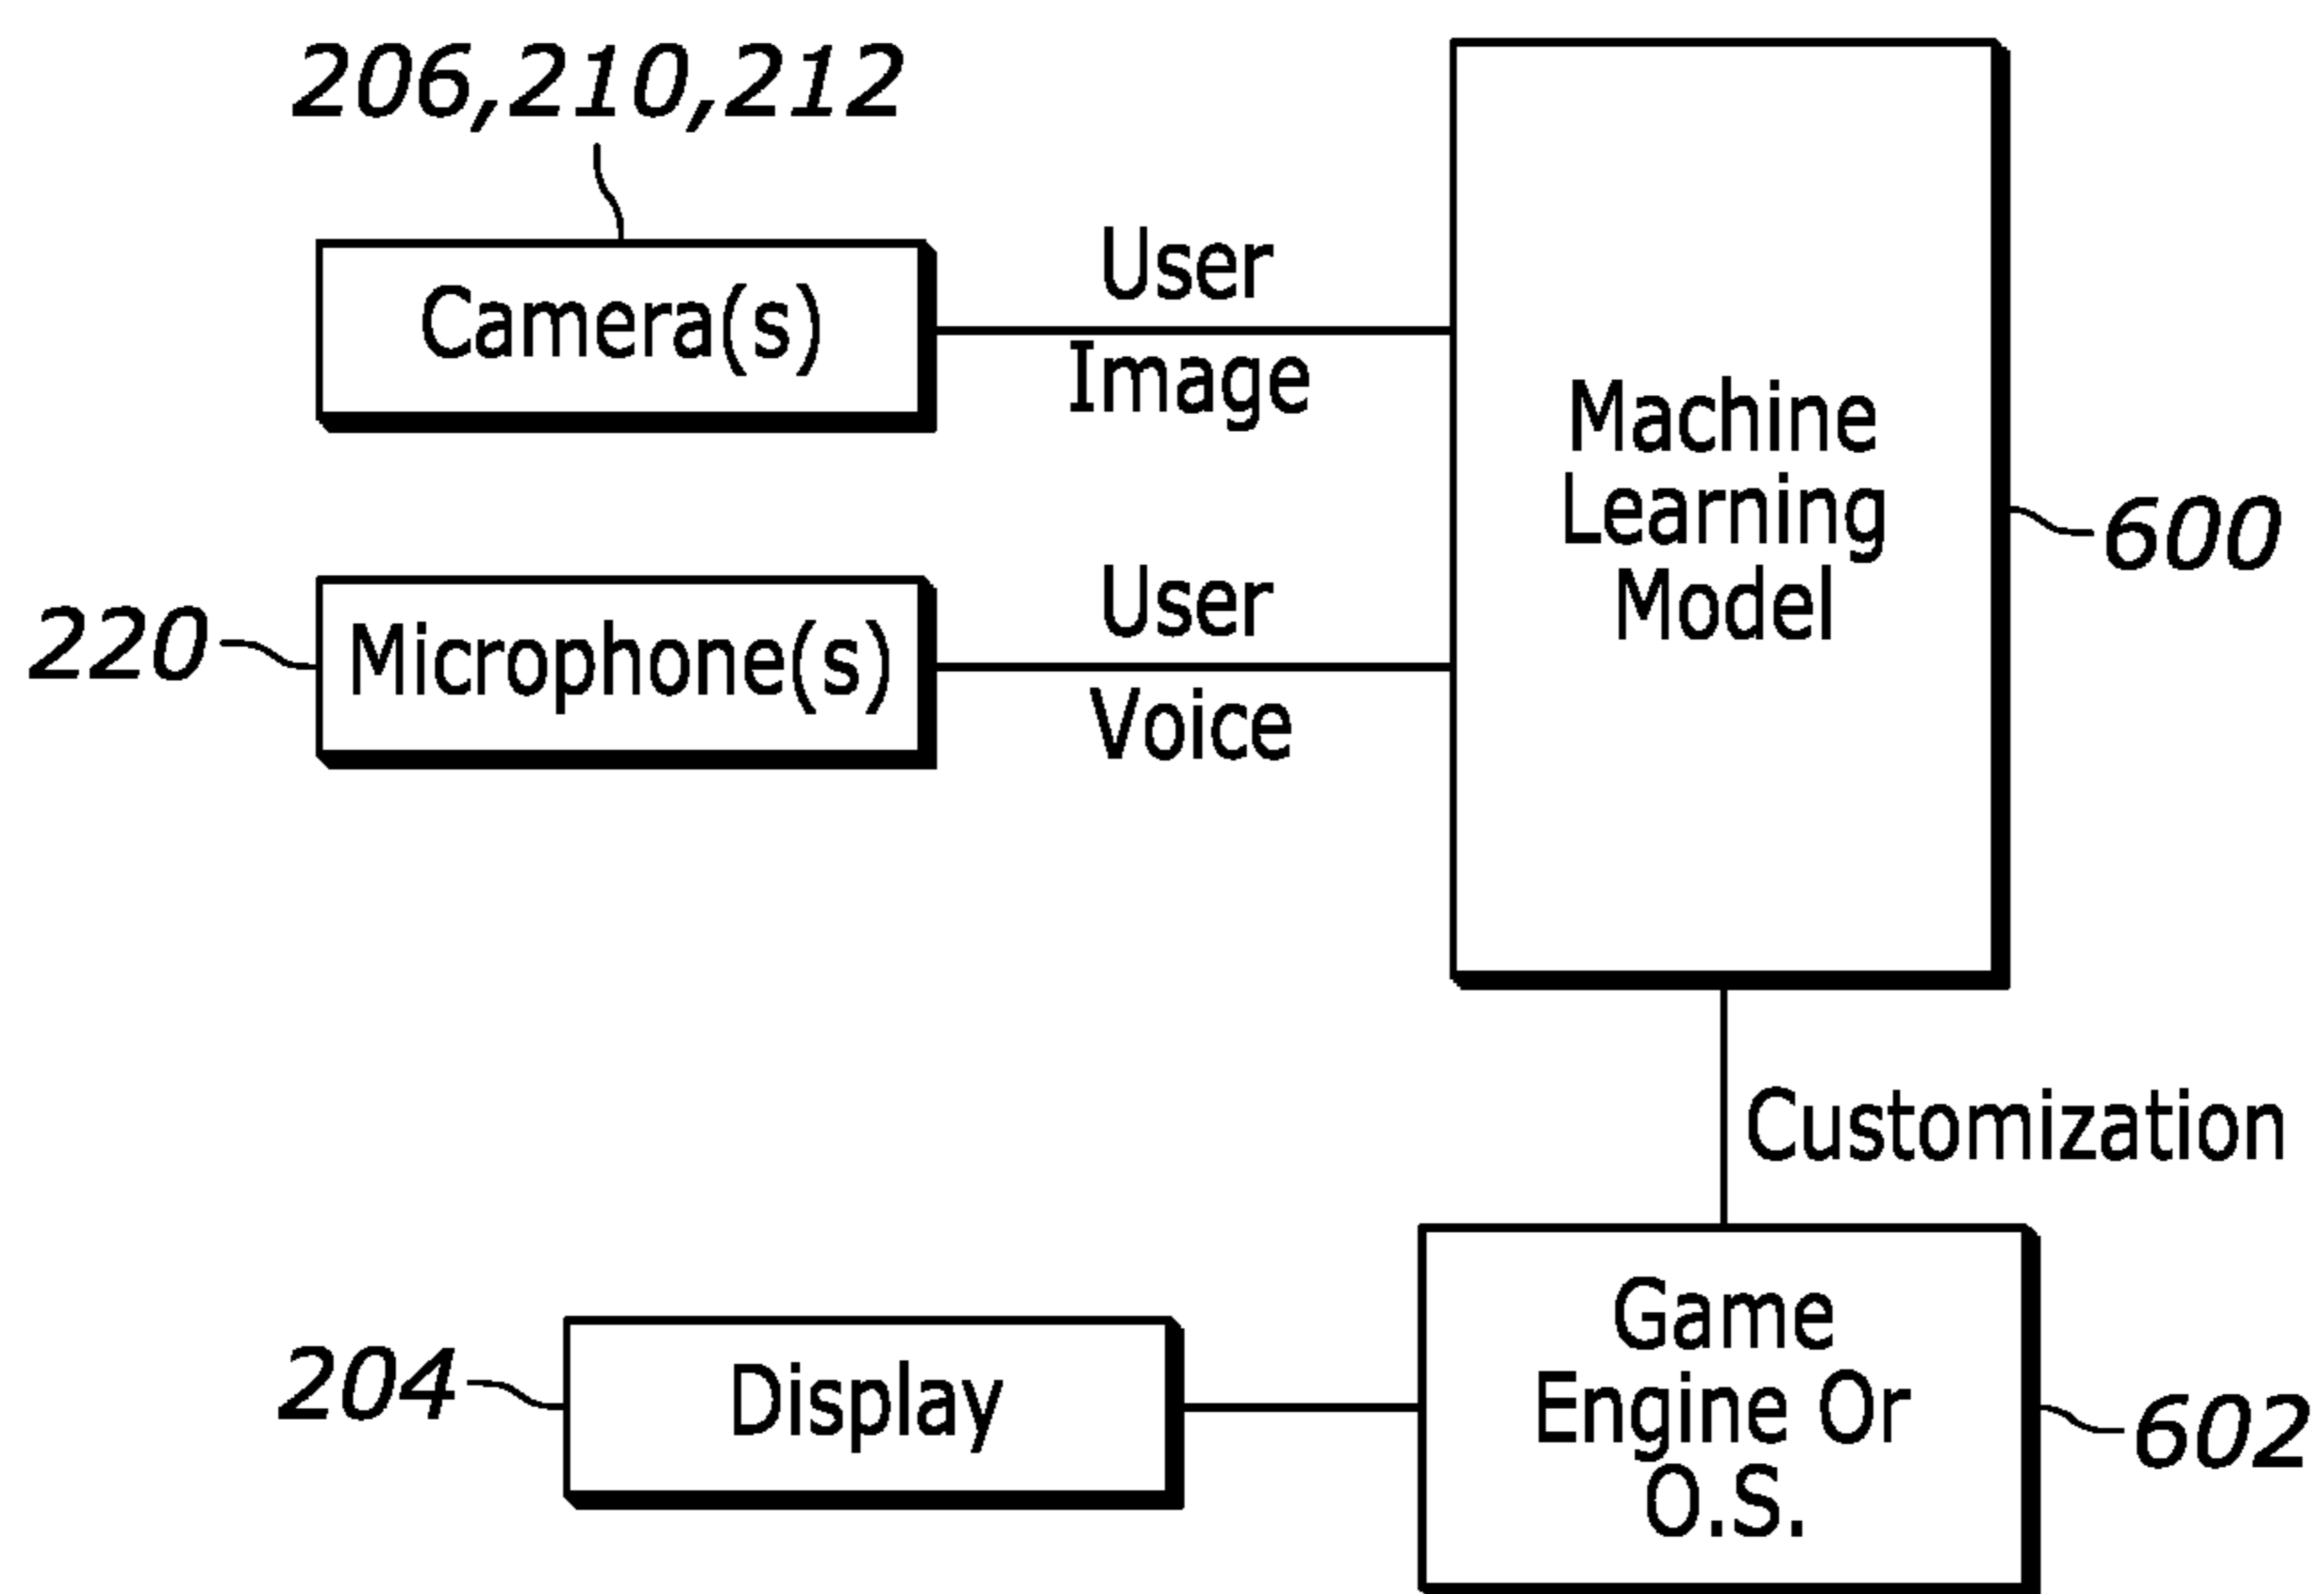 206,210,212
Camera(s)
User
Image
Machine
Learning
Model
600
220
Microphone(s)
User
Voice
Customization
204
Display
Game
Engine Or
O.S.
602